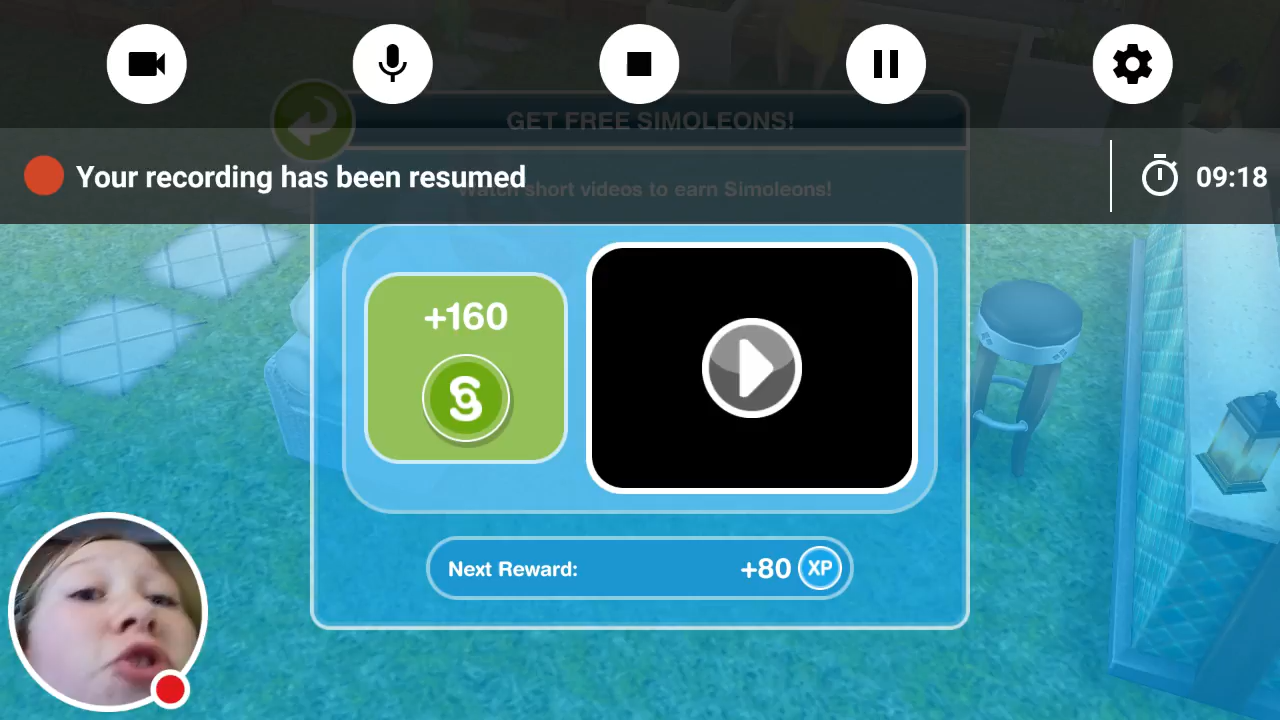 GET FREE SIMOLEONS!
Your recording has been resumed
09:18
Watch short videos to earn Simoleons!
+160
Next Reward:
+80 XP